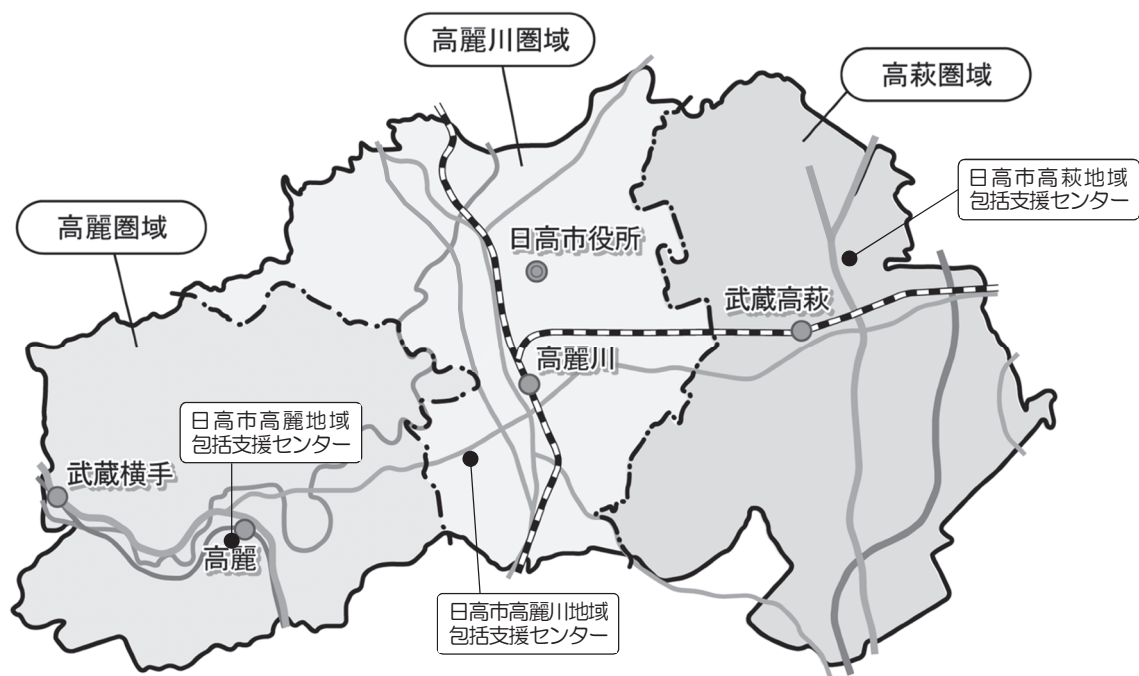 高麗川圏域
高萩圏域
日高市高萩地域
包括支援センター
高麗圏域
日高市役所
武蔵高萩
高麗川
日高市高麗地域
包括支援センター
武蔵横手
高麗
日高市高麗川地域
包括支援センター